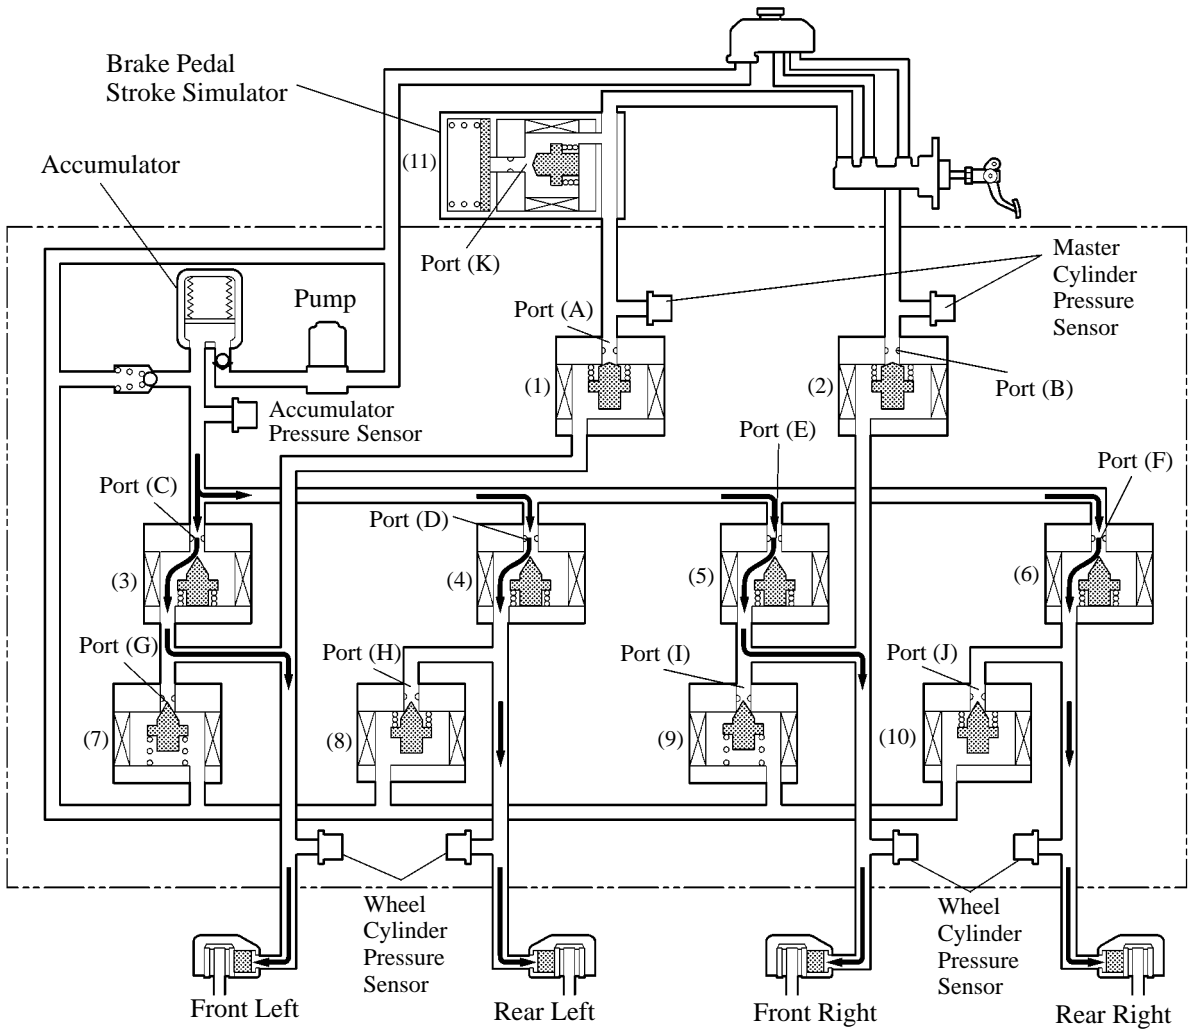 Brake Pedal
Stroke Simulator
(11)
Accumulator
Port (K)
Master
Cylinder
Pressure
Sensor
Pump
Port (A)
(1)
(2)
Port (B)
Accumulator
Pressure Sensor
Port (E)
Port (F)
Port (C)
Port (D)
(3)
(4)
(5)
(6)
Port (G)
Port (H)
Port (I)
Port (J)
(7)
(8)
(9)
(10)
Wheel
Cylinder
Pressure
Sensor
Wheel
Cylinder
Pressure
Sensor
Front Left
Rear Left
Front Right
Rear Right